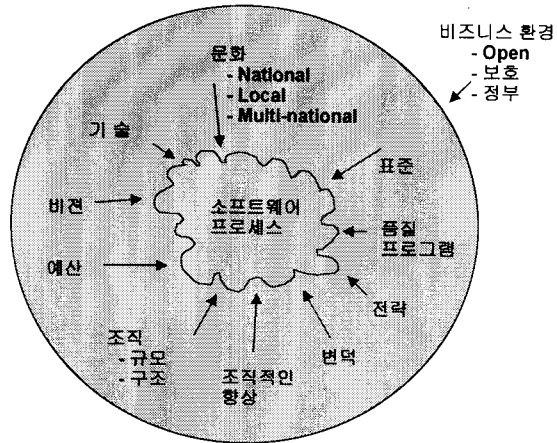 비즈니스 환경
- Open
- 보호
- 정부
문화
- National
- Local
- Multi-national
기 술
표준
비젼
소프트웨어
프로세스
품질
프로그램
예산
전략
조직
- 규모
- 구조
조직적인
향상
변덕